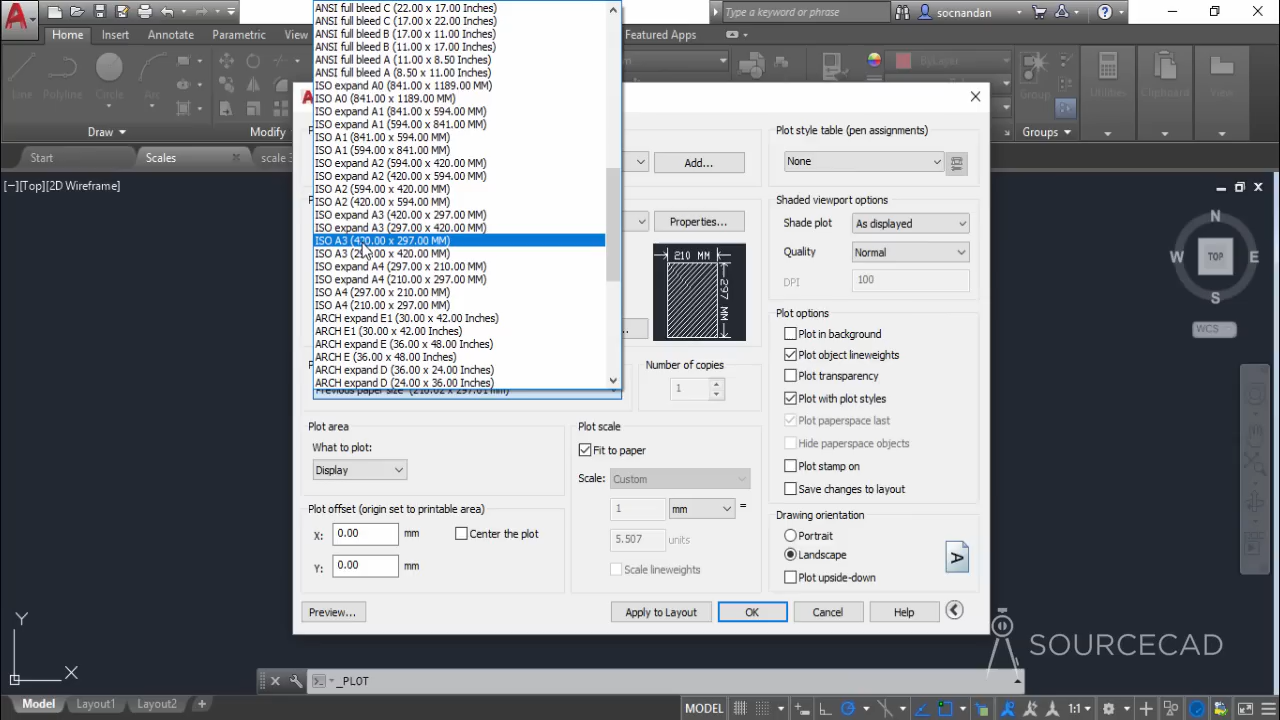 A
Type a keyword or phrase
socnandan
Home
Insert
Annotate
Parametric
View
Featured Apps
Line
Polyline
Circle
ByLayer
Group
Utilities
Clipboard
View
Draw
Modify
Groups
Start
Scales
scale
[−][Top][2D Wireframe]
ANSI full bleed C (22.00 x 17.00 Inches)
ANSI full bleed C (17.00 x 22.00 Inches)
ANSI full bleed B (17.00 x 11.00 Inches)
ANSI full bleed B (11.00 x 17.00 Inches)
ANSI full bleed A (11.00 x 8.50 Inches)
ANSI full bleed A (8.50 x 11.00 Inches)
ISO expand A0 (841.00 x 1189.00 MM)
ISO A0 (841.00 x 1189.00 MM)
ISO expand A1 (841.00 x 594.00 MM)
ISO expand A1 (594.00 x 841.00 MM)
ISO A1 (841.00 x 594.00 MM)
ISO A1 (594.00 x 841.00 MM)
ISO expand A2 (594.00 x 420.00 MM)
ISO expand A2 (420.00 x 594.00 MM)
ISO A2 (594.00 x 420.00 MM)
ISO A2 (420.00 x 594.00 MM)
ISO expand A3 (420.00 x 297.00 MM)
ISO expand A3 (297.00 x 420.00 MM)
ISO A3 (420.00 x 297.00 MM)
ISO A3 (297.00 x 420.00 MM)
ISO expand A4 (297.00 x 210.00 MM)
ISO expand A4 (210.00 x 297.00 MM)
ISO A4 (297.00 x 210.00 MM)
ISO A4 (210.00 x 297.00 MM)
ARCH expand E1 (30.00 x 42.00 Inches)
ARCH E1 (30.00 x 42.00 Inches)
ARCH expand E (36.00 x 48.00 Inches)
ARCH E (36.00 x 48.00 Inches)
ARCH expand D (36.00 x 24.00 Inches)
ARCH expand D (24.00 x 36.00 Inches)
Previous paper size (210.02 x 297.01 mm)
Add...
Properties...
210 MM
297 MM
Number of copies
1
Plot area
What to plot:
Display
Plot offset (origin set to printable area)
X: 0.00 mm
Center the plot
Y: 0.00 mm
Preview...
Plot scale
Fit to paper
Scale: Custom
1 mm =
5.507 units
Scale lineweights
Plot style table (pen assignments)
None
Shaded viewport options
Shade plot As displayed
Quality Normal
DPI 100
Plot options
Plot in background
Plot object lineweights
Plot transparency
Plot with plot styles
Plot paperspace last
Hide paperspace objects
Plot stamp on
Save changes to layout
Drawing orientation
Portrait
Landscape
Plot upside-down
A
Apply to Layout
OK
Cancel
Help
N
W
TOP
E
S
WCS
Y
X
SOURCECAD
_PLOT
Model
Layout1
Layout2
MODEL
1:1